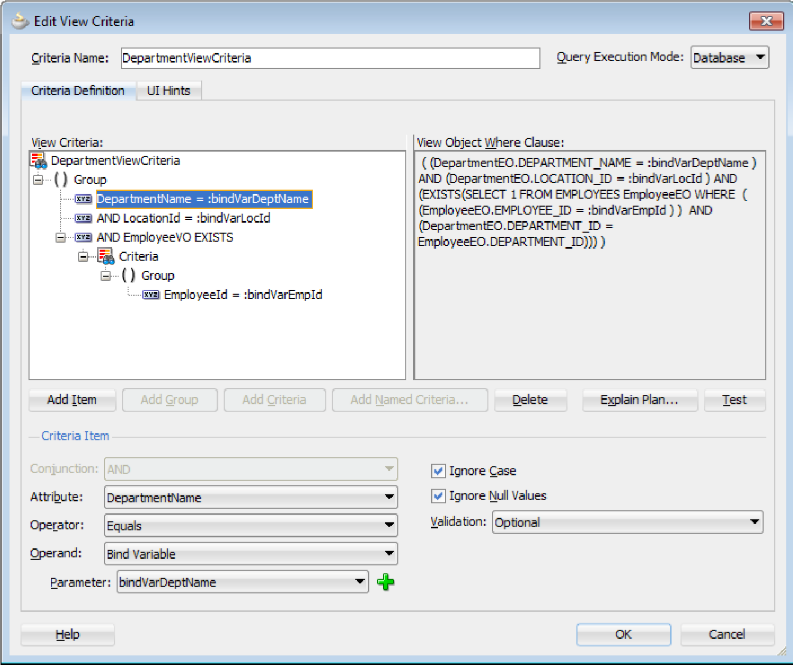 Edit View Criteria
Criteria Name: DepartmentViewCriteria Query Execution Mode: Database
Criteria Definition UI Hints
View Criteria:
DepartmentViewCriteria
( ) Group
XYZ DepartmentName = :bindVarDeptName
XYZ AND LocationId = :bindVarLocId
XYZ AND EmployeeVO EXISTS
Criteria
( ) Group
XYZ EmployeeId = :bindVarEmpId
View Object Where Clause:
( (DepartmentEO.DEPARTMENT_NAME = :bindVarDeptName )
AND (DepartmentEO.LOCATION_ID = :bindVarLocId ) AND
(EXISTS(SELECT 1 FROM EMPLOYEES EmployeeEO WHERE (
(EmployeeEO.EMPLOYEE_ID = :bindVarEmpId ) ) AND
(DepartmentEO.DEPARTMENT_ID =
EmployeeEO.DEPARTMENT_ID))) )
Add Item Add Group Add Criteria Add Named Criteria... Delete Explain Plan... Test
Criteria Item
Conjunction: AND
Attribute: DepartmentName
Operator: Equals
Operand: Bind Variable
Parameter: bindVarDeptName
Ignore Case
Ignore Null Values
Validation: Optional
Help OK Cancel